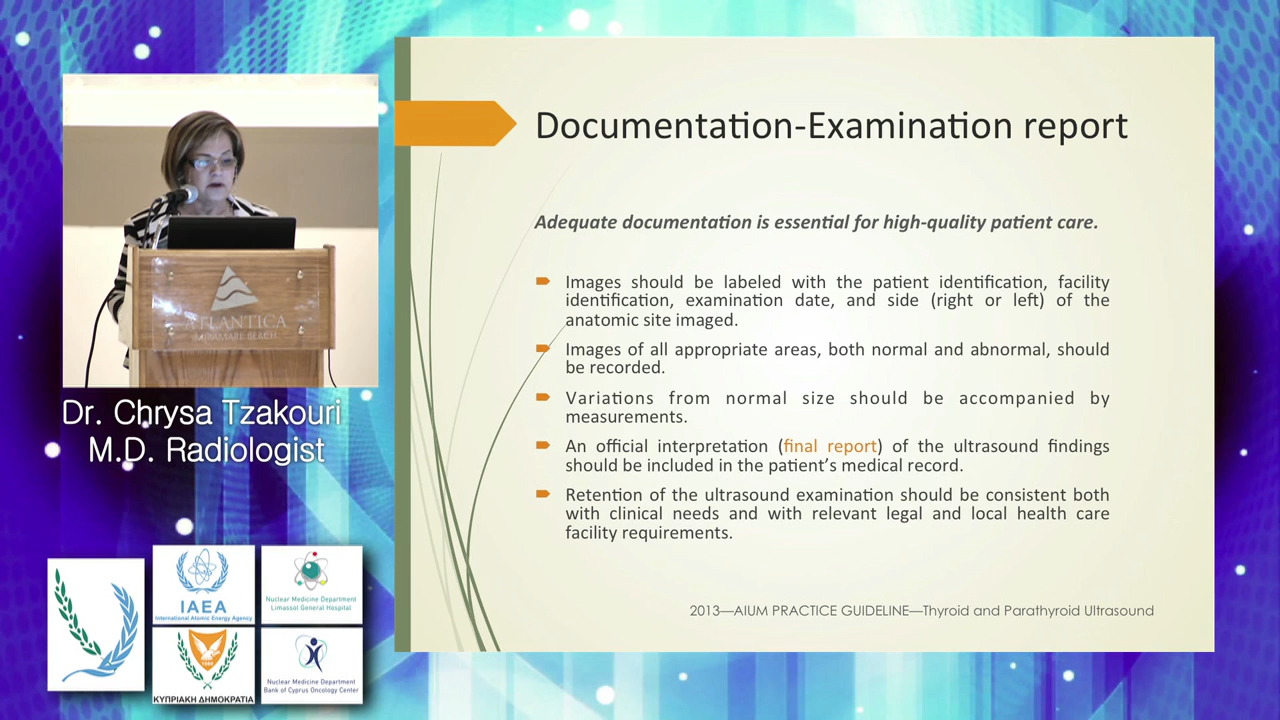 Documentation-Examination report
Adequate documentation is essential for high-quality patient care.
Images should be labeled with the patient identification, facility
identification, examination date, and side (right or left) of the
anatomic site imaged.
Images of all appropriate areas, both normal and abnormal, should
be recorded.
Variations from normal size should be accompanied by
measurements.
An official interpretation (final report) of the ultrasound findings
should be included in the patient's medical record.
Retention of the ultrasound examination should be consistent both
with clinical needs and with relevant legal and local health care
facility requirements.
2013—AIUM PRACTICE GUIDELINE—Thyroid and Parathyroid Ultrasound
ATLANTICA
Dr. Chrysa Tzakouri
M.D. Radiologist
IAEA
International Atomic Energy Agency
Nuclear Medicine Department
Limassol General Hospital
1960
ΚΥΠΡΙΑΚΗ ΔΗΜΟΚΡΑΤΙΑ
Nuclear Medicine Department
Bank of Cyprus Oncology Center